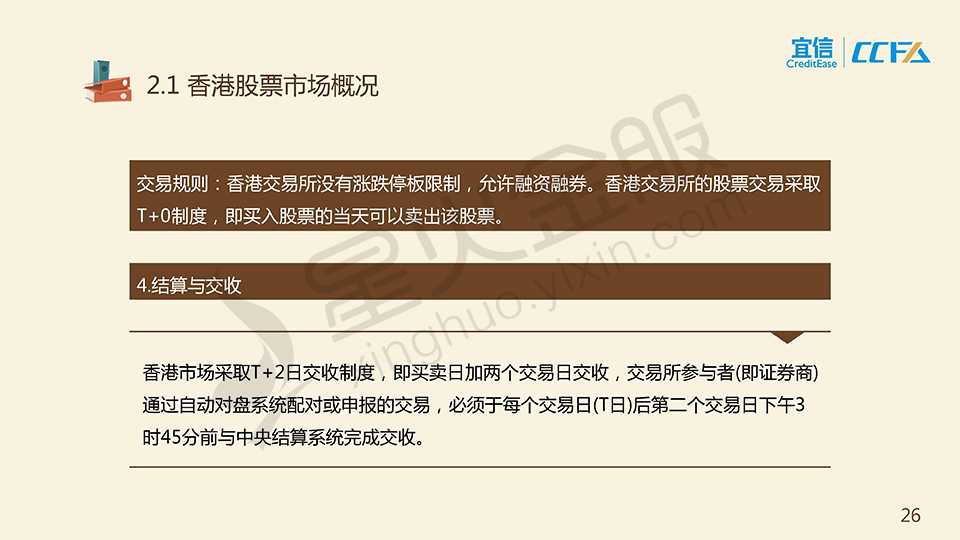 宜信
CreditEase
CCFA
2.1 香港股票市场概况
交易规则：香港交易所没有涨跌停板限制，允许融资融券。香港交易所的股票交易采取
T+0制度，即买入股票的当天可以卖出该股票。
4.结算与交收
香港市场采取T+2日交收制度，即买卖日加两个交易日交收，交易所参与者(即证券商)
通过自动对盘系统配对或申报的交易，必须于每个交易日(T日)后第二个交易日下午3
时45分前与中央结算系统完成交收。
星火金服
xinghuo.yixin.com
26